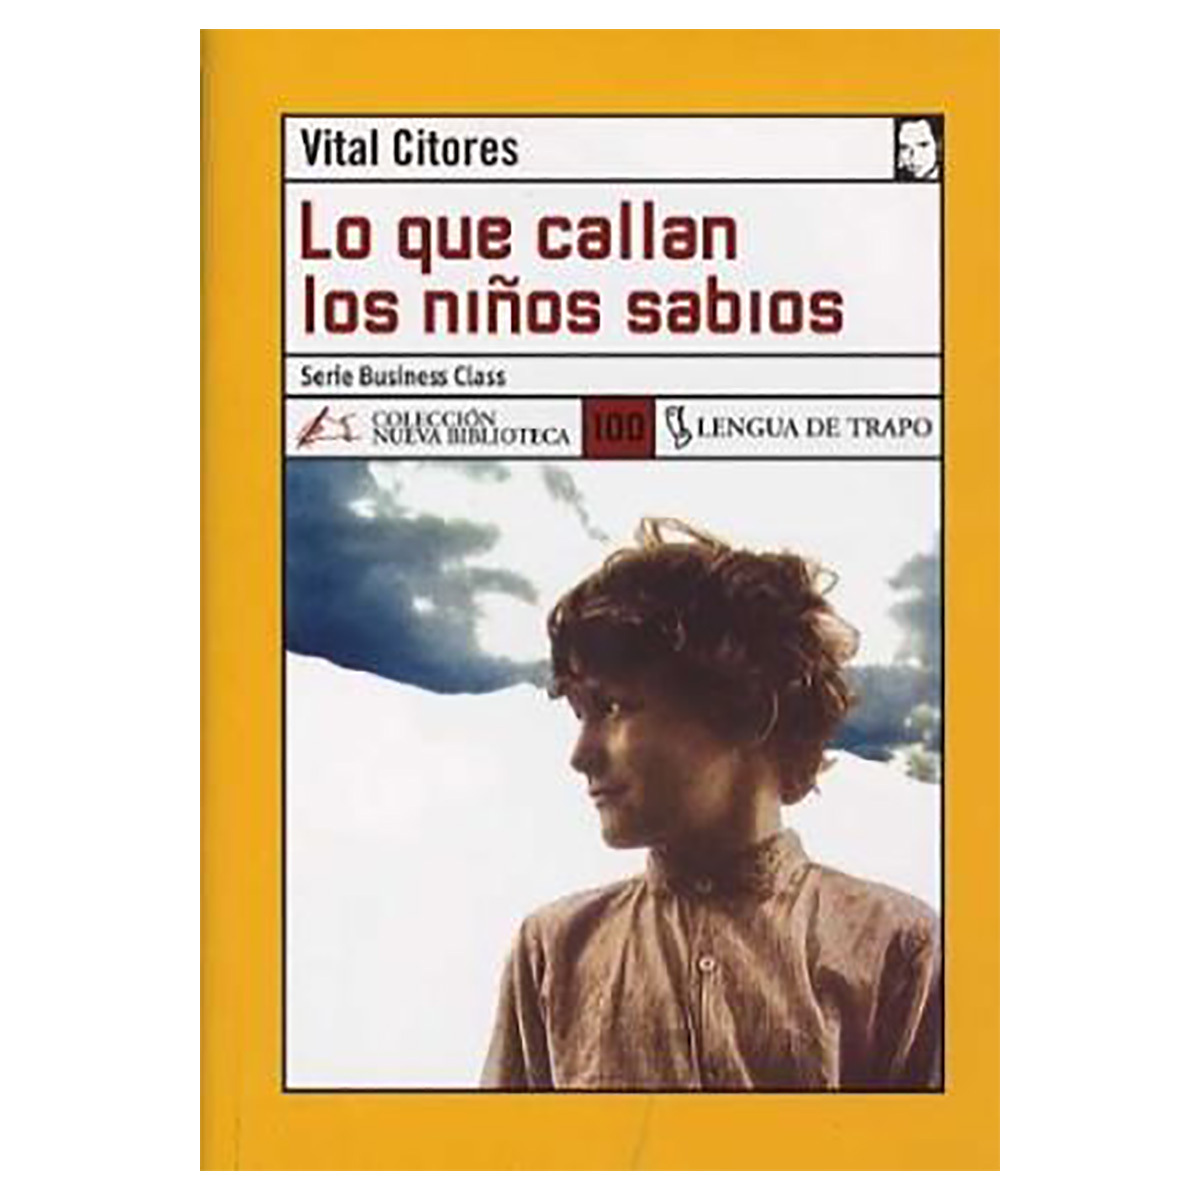 Vital Citores
Lo que callan
los niños sabios
Serie Business Class
COLECCIÓN
NUEVA BIBLIOTECA
100
LENGUA DE TRAPO